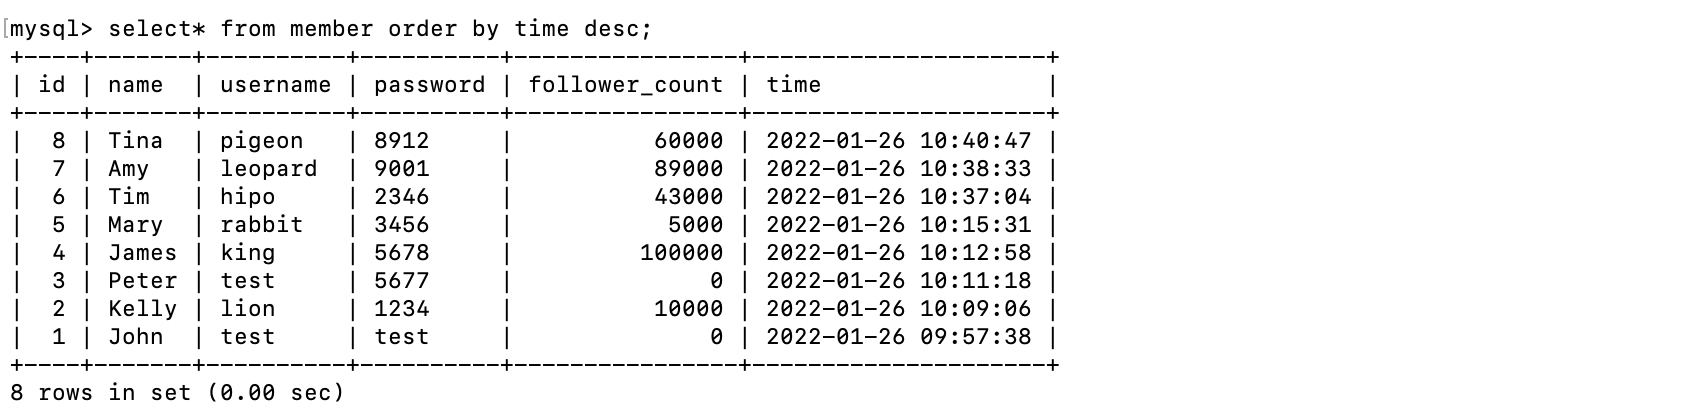 mysql> select* from member order by time desc;
+----+-------+----------+----------+----------------+---------------------+
| id | name  | username | password | follower_count | time                |
+----+-------+----------+----------+----------------+---------------------+
|  8 | Tina  | pigeon   | 8912     |          60000 | 2022-01-26 10:40:47 |
|  7 | Amy   | leopard  | 9001     |          89000 | 2022-01-26 10:38:33 |
|  6 | Tim   | hipo     | 2346     |          43000 | 2022-01-26 10:37:04 |
|  5 | Mary  | rabbit   | 3456     |           5000 | 2022-01-26 10:15:31 |
|  4 | James | king     | 5678     |         100000 | 2022-01-26 10:12:58 |
|  3 | Peter | test     | 5677     |              0 | 2022-01-26 10:11:18 |
|  2 | Kelly | lion     | 1234     |          10000 | 2022-01-26 10:09:06 |
|  1 | John  | test     | test     |              0 | 2022-01-26 09:57:38 |
+----+-------+----------+----------+----------------+---------------------+
8 rows in set (0.00 sec)